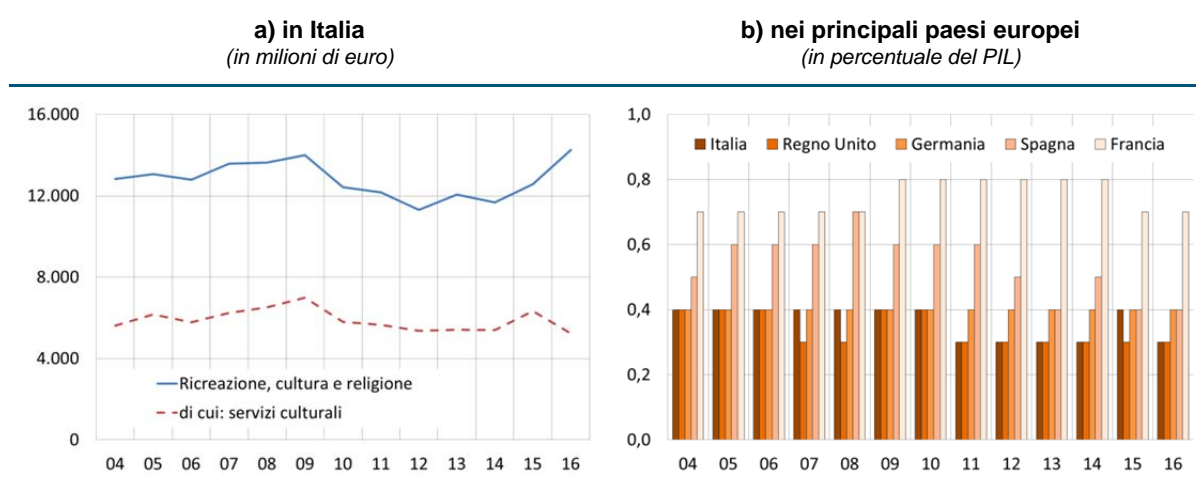 a) in Italia
(in milioni di euro)
16.000
12.000
8.000
4.000
0
Ricreazione, cultura e religione
di cui: servizi culturali
04 05 06 07 08 09 10 11 12 13 14 15 16
b) nei principali paesi europei
(in percentuale del PIL)
1,0
0,8
0,6
0,4
0,2
0,0
Italia Regno Unito Germania Spagna Francia
04 05 06 07 08 09 10 11 12 13 14 15 16